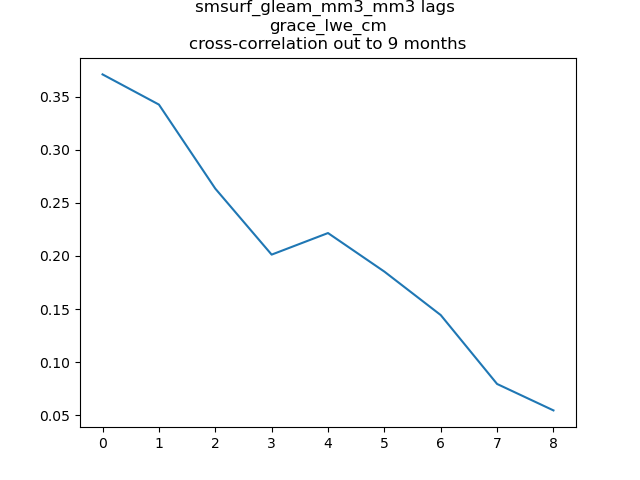 smsurf_gleam_mm3_mm3 lags
grace_lwe_cm
cross-correlation out to 9 months
0.35
0.30
0.25
0.20
0.15
0.10
0.05
0 1 2 3 4 5 6 7 8